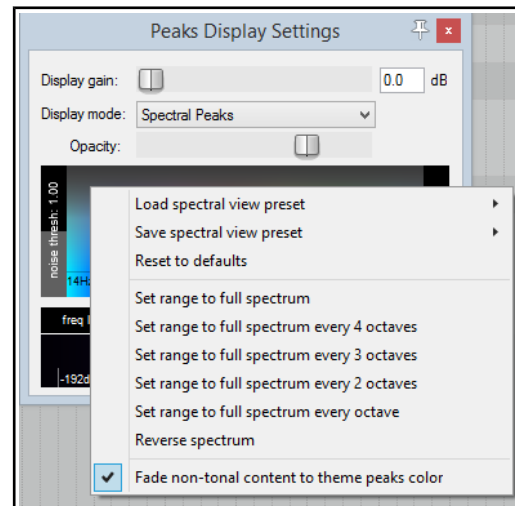 Peaks Display Settings
x
Display gain:
0.0 dB
Display mode: Spectral Peaks
Opacity:
noise thresh: 1.00
14Hz
freq
-192d
Load spectral view preset
Save spectral view preset
Reset to defaults
Set range to full spectrum
Set range to full spectrum every 4 octaves
Set range to full spectrum every 3 octaves
Set range to full spectrum every 2 octaves
Set range to full spectrum every octave
Reverse spectrum
Fade non-tonal content to theme peaks color